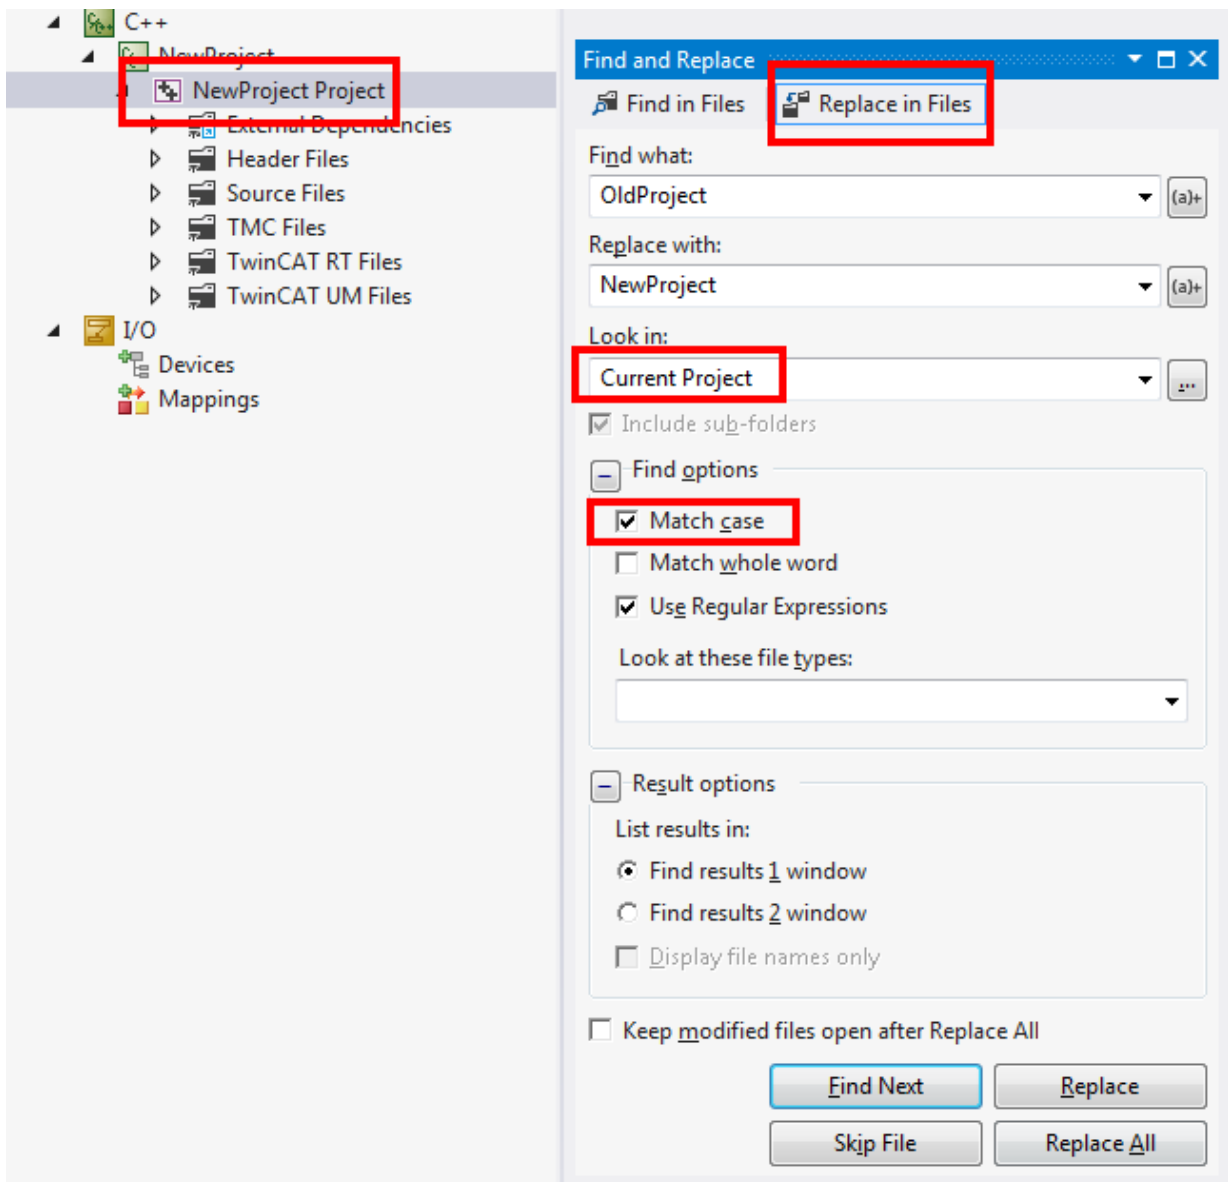 C++
NewProject
NewProject Project
External Dependencies
Header Files
Source Files
TMC Files
TwinCAT RT Files
TwinCAT UM Files
I/O
Devices
Mappings
Find and Replace
Find in Files
Replace in Files
Find what:
OldProject
(a)+
Replace with:
NewProject
(a)+
Look in:
Current Project
...
Include sub-folders
Find options
Match case
Match whole word
Use Regular Expressions
Look at these file types:
Result options
List results in:
Find results 1 window
Find results 2 window
Display file names only
Keep modified files open after Replace All
Find Next
Replace
Skip File
Replace All